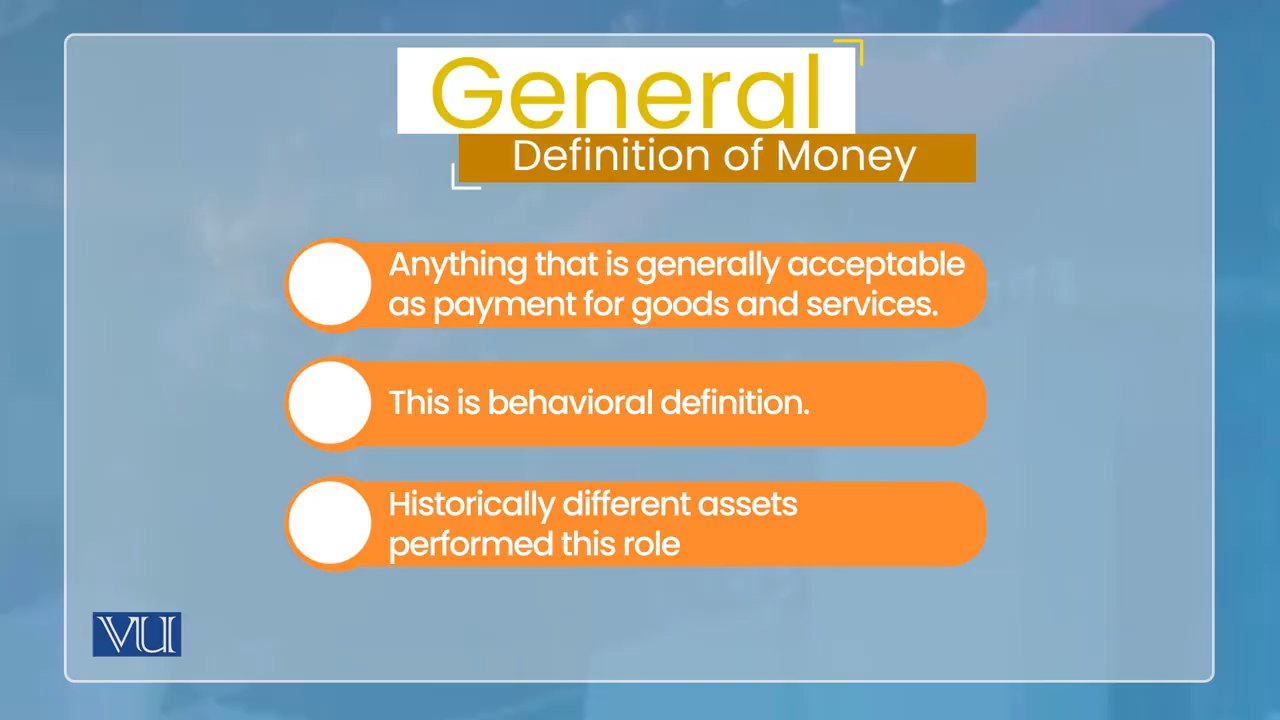 General
Definition of Money
Anything that is generally acceptable
as payment for goods and services.
This is behavioral definition.
Historically different assets
performed this role
VU